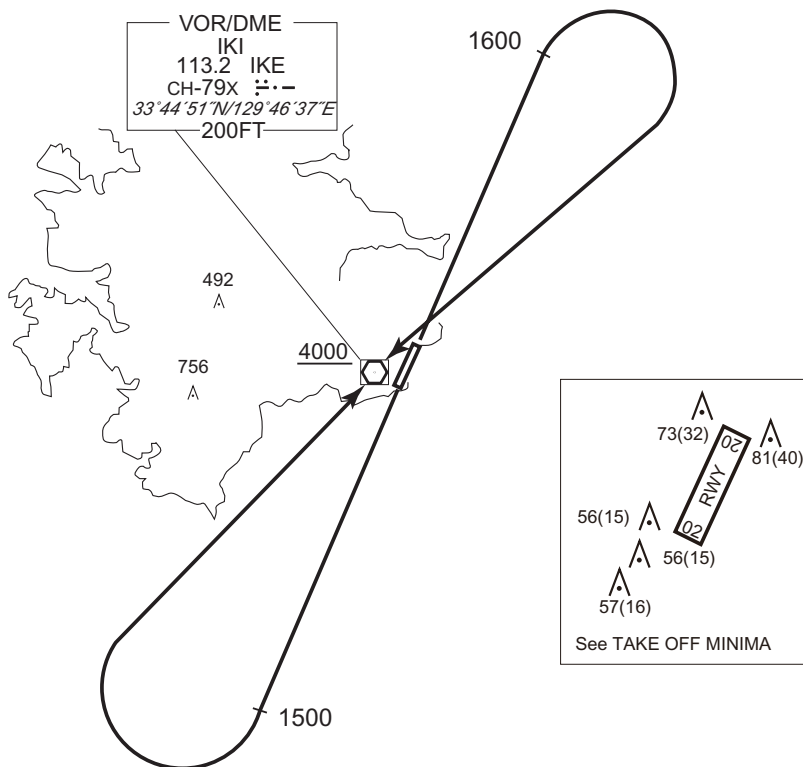 VOR/DME
IKI
113.2 IKE
CH-79X
33°44´51˝N/129°46´37˝E
200FT
1600
492
4000
756
73(32)
20
81(40)
RWY
56(15)
02
56(15)
57(16)
See TAKE OFF MINIMA
1500